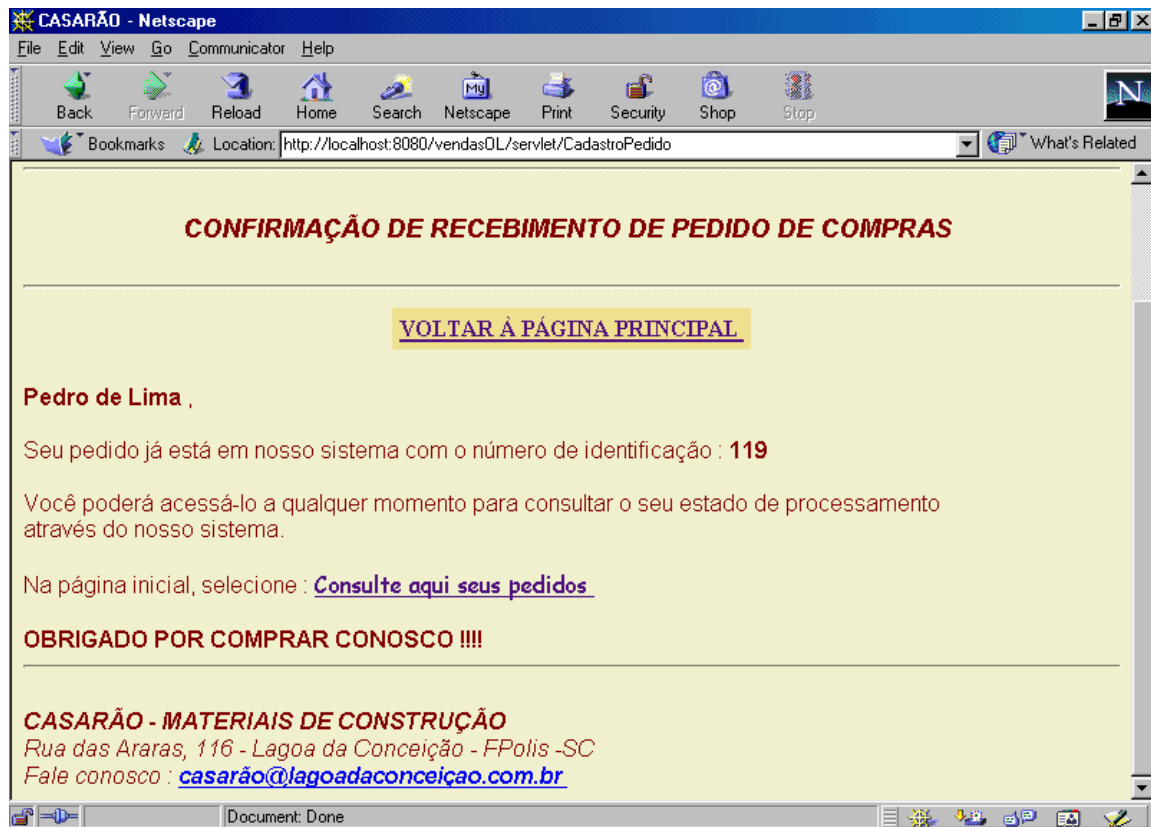 CASARÃO - Netscape
File Edit View Go Communicator Help
Back Forward Reload Home Search Netscape Print Security Shop Stop
My
N
Bookmarks Location: http://localhost:8080/vendasOL/servlet/CadastroPedido What's Related
CONFIRMAÇÃO DE RECEBIMENTO DE PEDIDO DE COMPRAS
VOLTAR À PÁGINA PRINCIPAL
Pedro de Lima ,
Seu pedido já está em nosso sistema com o número de identificação : 119
Você poderá acessá-lo a qualquer momento para consultar o seu estado de processamento
através do nosso sistema.
Na página inicial, selecione : Consulte aqui seus pedidos
OBRIGADO POR COMPRAR CONOSCO !!!!
CASARÃO - MATERIAIS DE CONSTRUÇÃO
Rua das Araras, 116 - Lagoa da Conceição - FPolis -SC
Fale conosco : casarão@lagoadaconceiçao.com.br
Document: Done